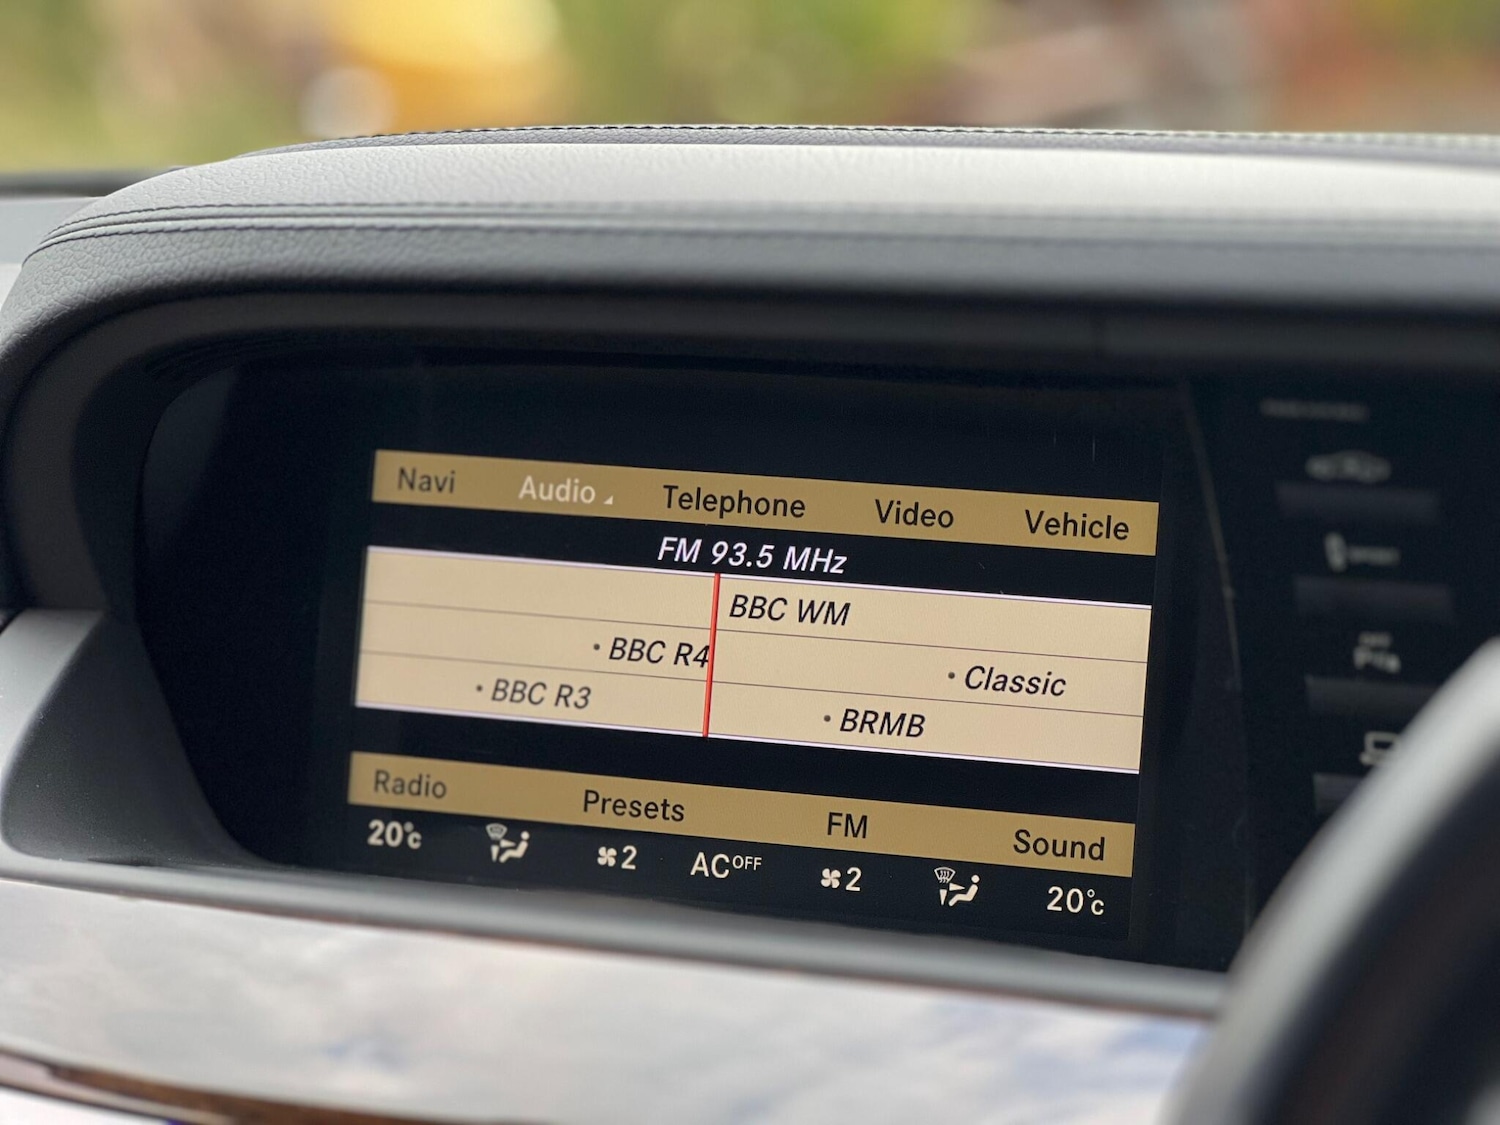 Navi Audio Telephone Video Vehicle
FM 93.5 MHz
BBC WM
• BBC R4 • Classic
• BBC R3 • BRMB
Radio Presets FM Sound
20°C 2 AC OFF 2 20°C